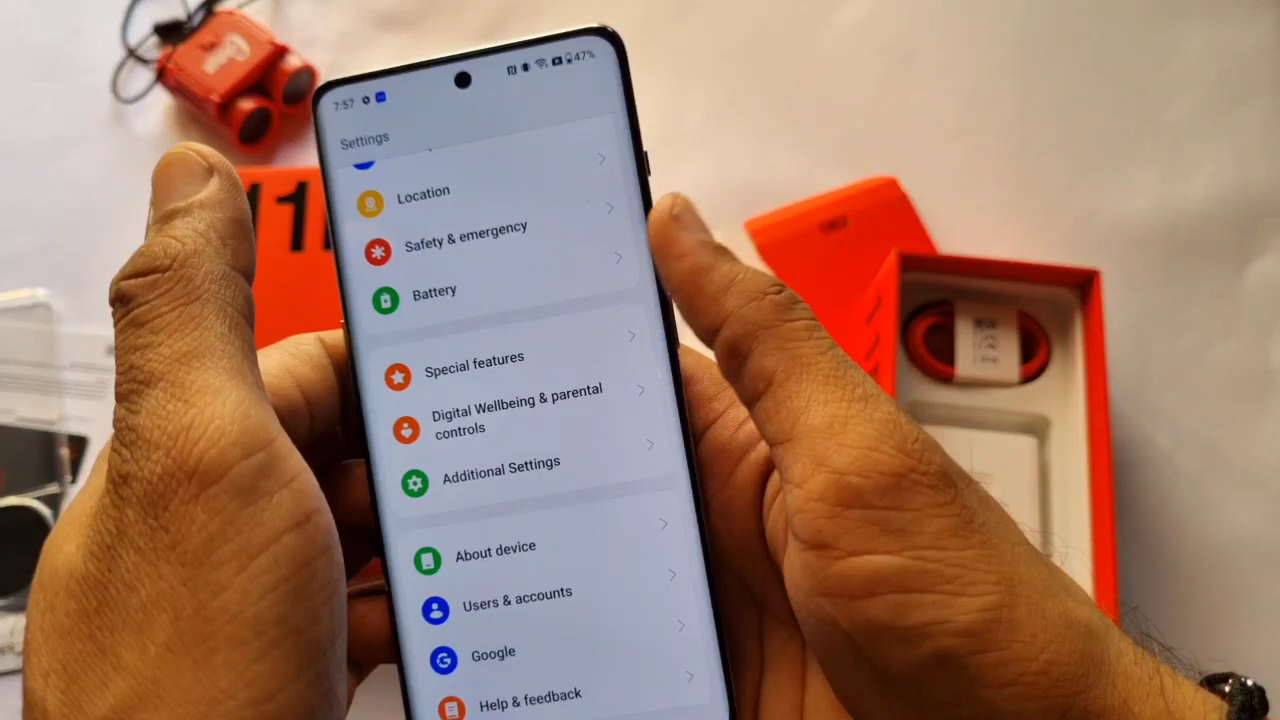 7:57
47%
Settings
Location
Safety & emergency
Battery
Special features
Digital Wellbeing & parental
controls
Additional Settings
About device
Users & accounts
Google
Help & feedback